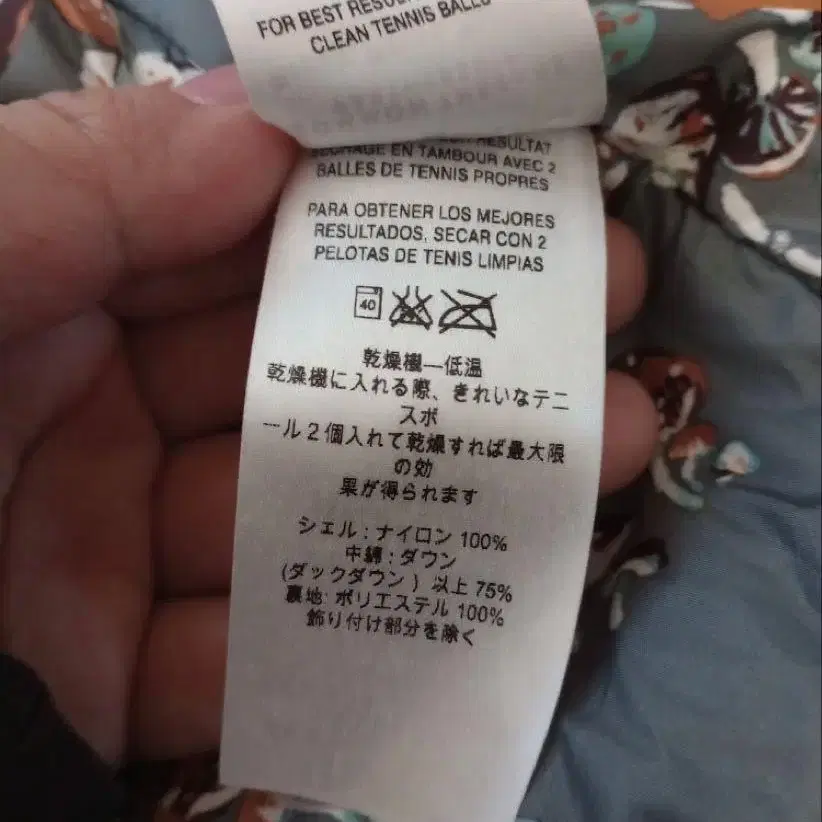 FOR BEST
CLEAN TENNIS BALLS
RESULTAT
SECHAGE EN TAMBOUR AVEC 2
BALLES DE TENNIS PROPRES
PARA OBTENER LOS MEJORES
RESULTADOS, SECAR CON 2
PELOTAS DE TENIS LIMPIAS
40
乾燥機—低温
乾燥機に入れる際、きれいなテニ
スボ
ール2個入れて乾燥すれば最大限
の効
果が得られます
シェル:ナイロン 100%
中綿:ダウン
(ダックダウン) 以上 75%
裏地: ポリエステル 100%
飾り付け部分を除く